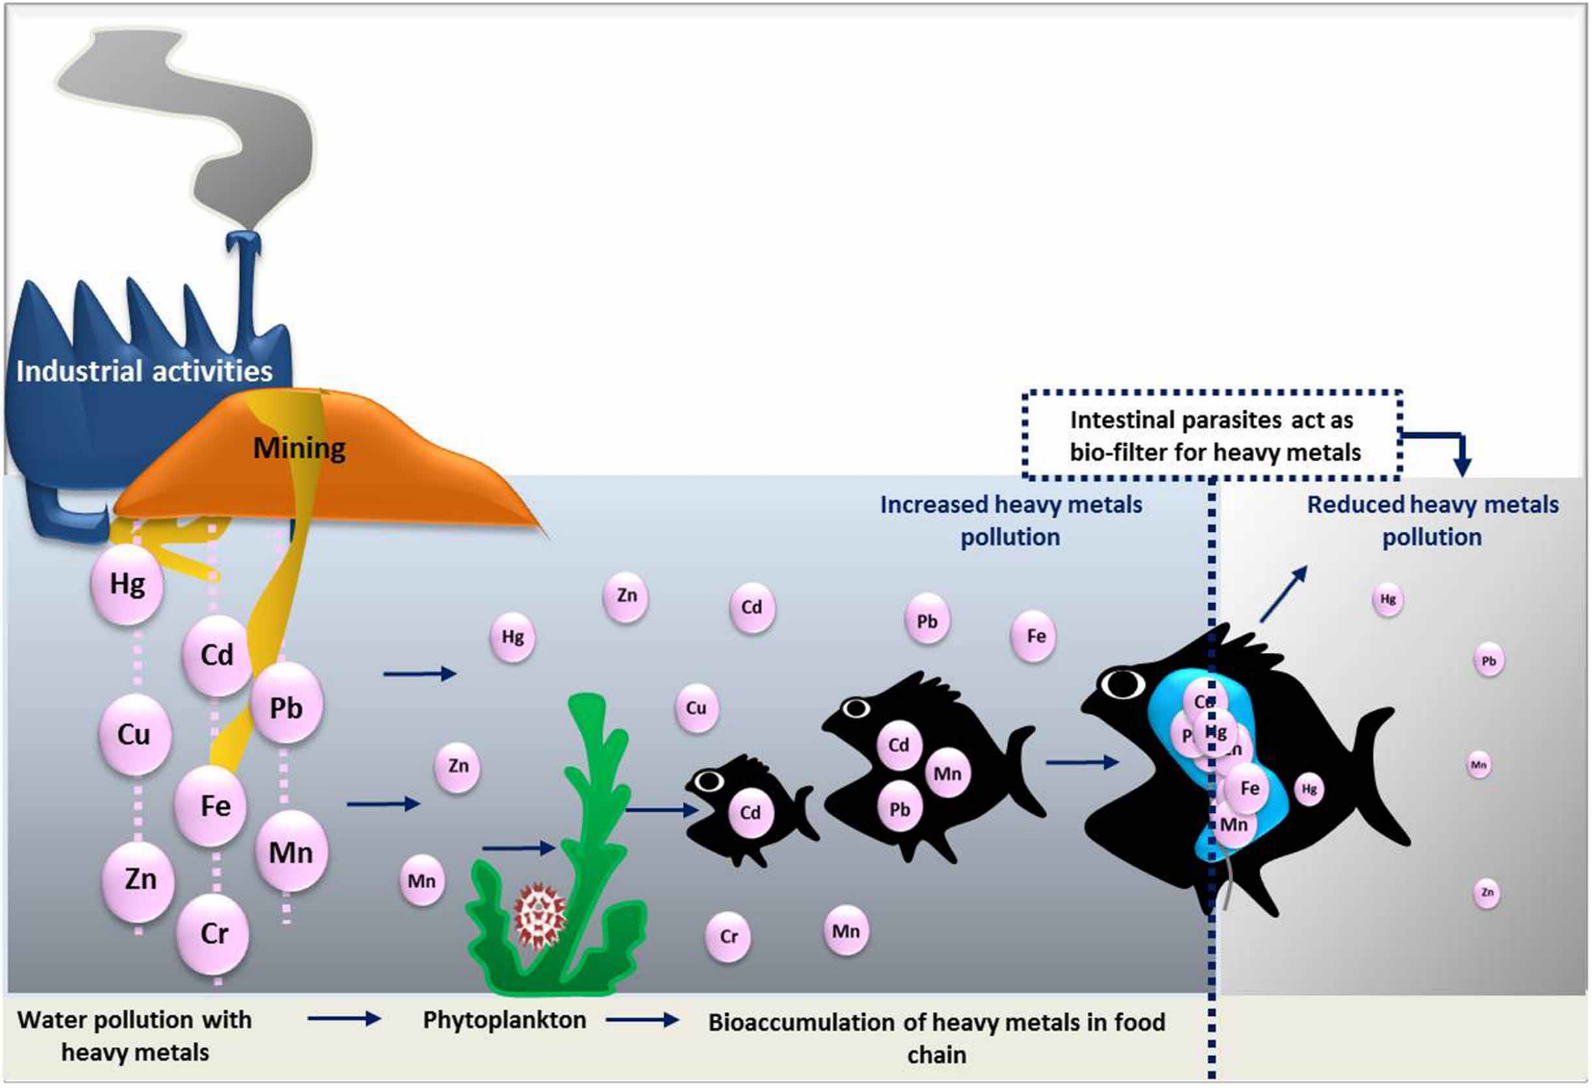 Industrial activities
Mining
Intestinal parasites act as
bio-filter for heavy metals
Increased heavy metals
pollution
Reduced heavy metals
pollution
Hg
Cd
Pb
Cu
Fe
Mn
Zn
Cr
Hg
Zn
Cd
Pb
Fe
Cu
Zn
Mn
Cr
Mn
Cd
Cd
Mn
Pb
Hg
Fe
Mn
Hg
Hg
Pb
Mn
Zn
Water pollution with
heavy metals
Phytoplankton
Bioaccumulation of heavy metals in food
chain